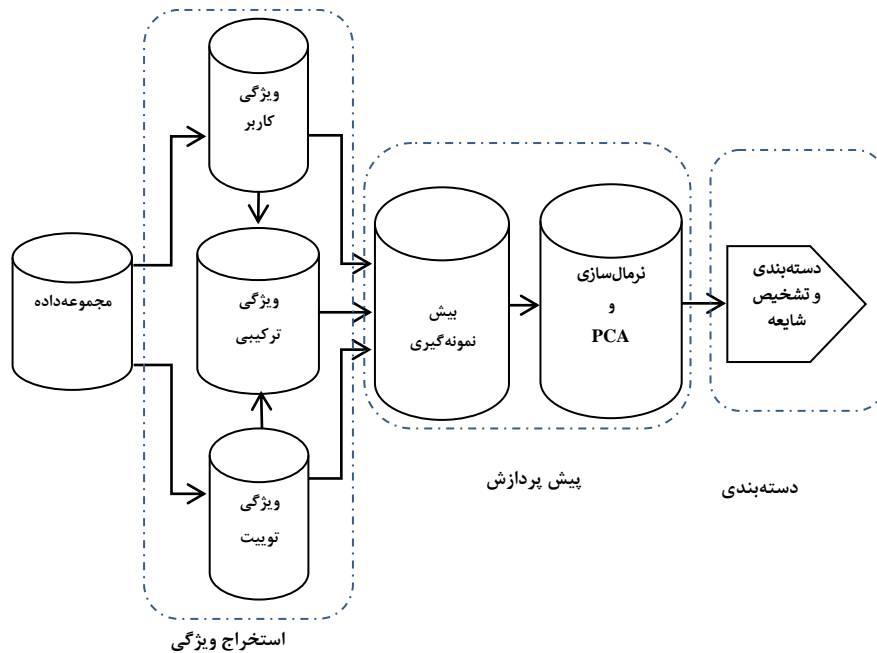 ویژگی
کاربر
مجموعه‌داده
ویژگی
ترکیبی
ویژگی
توییت
استخراج ویژگی
بیش
نمونه‌گیری
نرمال‌سازی
و
PCA
پیش پردازش
دسته‌بندی
و تشخیص
شایعه
دسته‌بندی